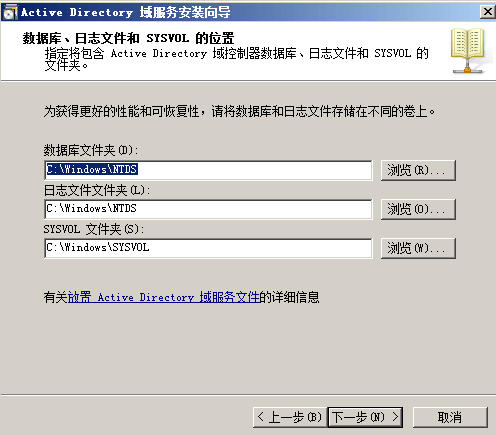 Active Directory 域服务安装向导
数据库、日志文件和 SYSVOL 的位置
指定将包含 Active Directory 域控制器数据库、日志文件和 SYSVOL 的
文件夹。
为获得更好的性能和可恢复性，请将数据库和日志文件存储在不同的卷上。
数据库文件夹(D):
C:\Windows\NTDS
浏览(R)...
日志文件文件夹(L):
C:\Windows\NTDS
浏览(O)...
SYSVOL 文件夹(S):
C:\Windows\SYSVOL
浏览(W)...
有关放置 Active Directory 域服务文件的详细信息
< 上一步(B) 下一步(N) > 取消